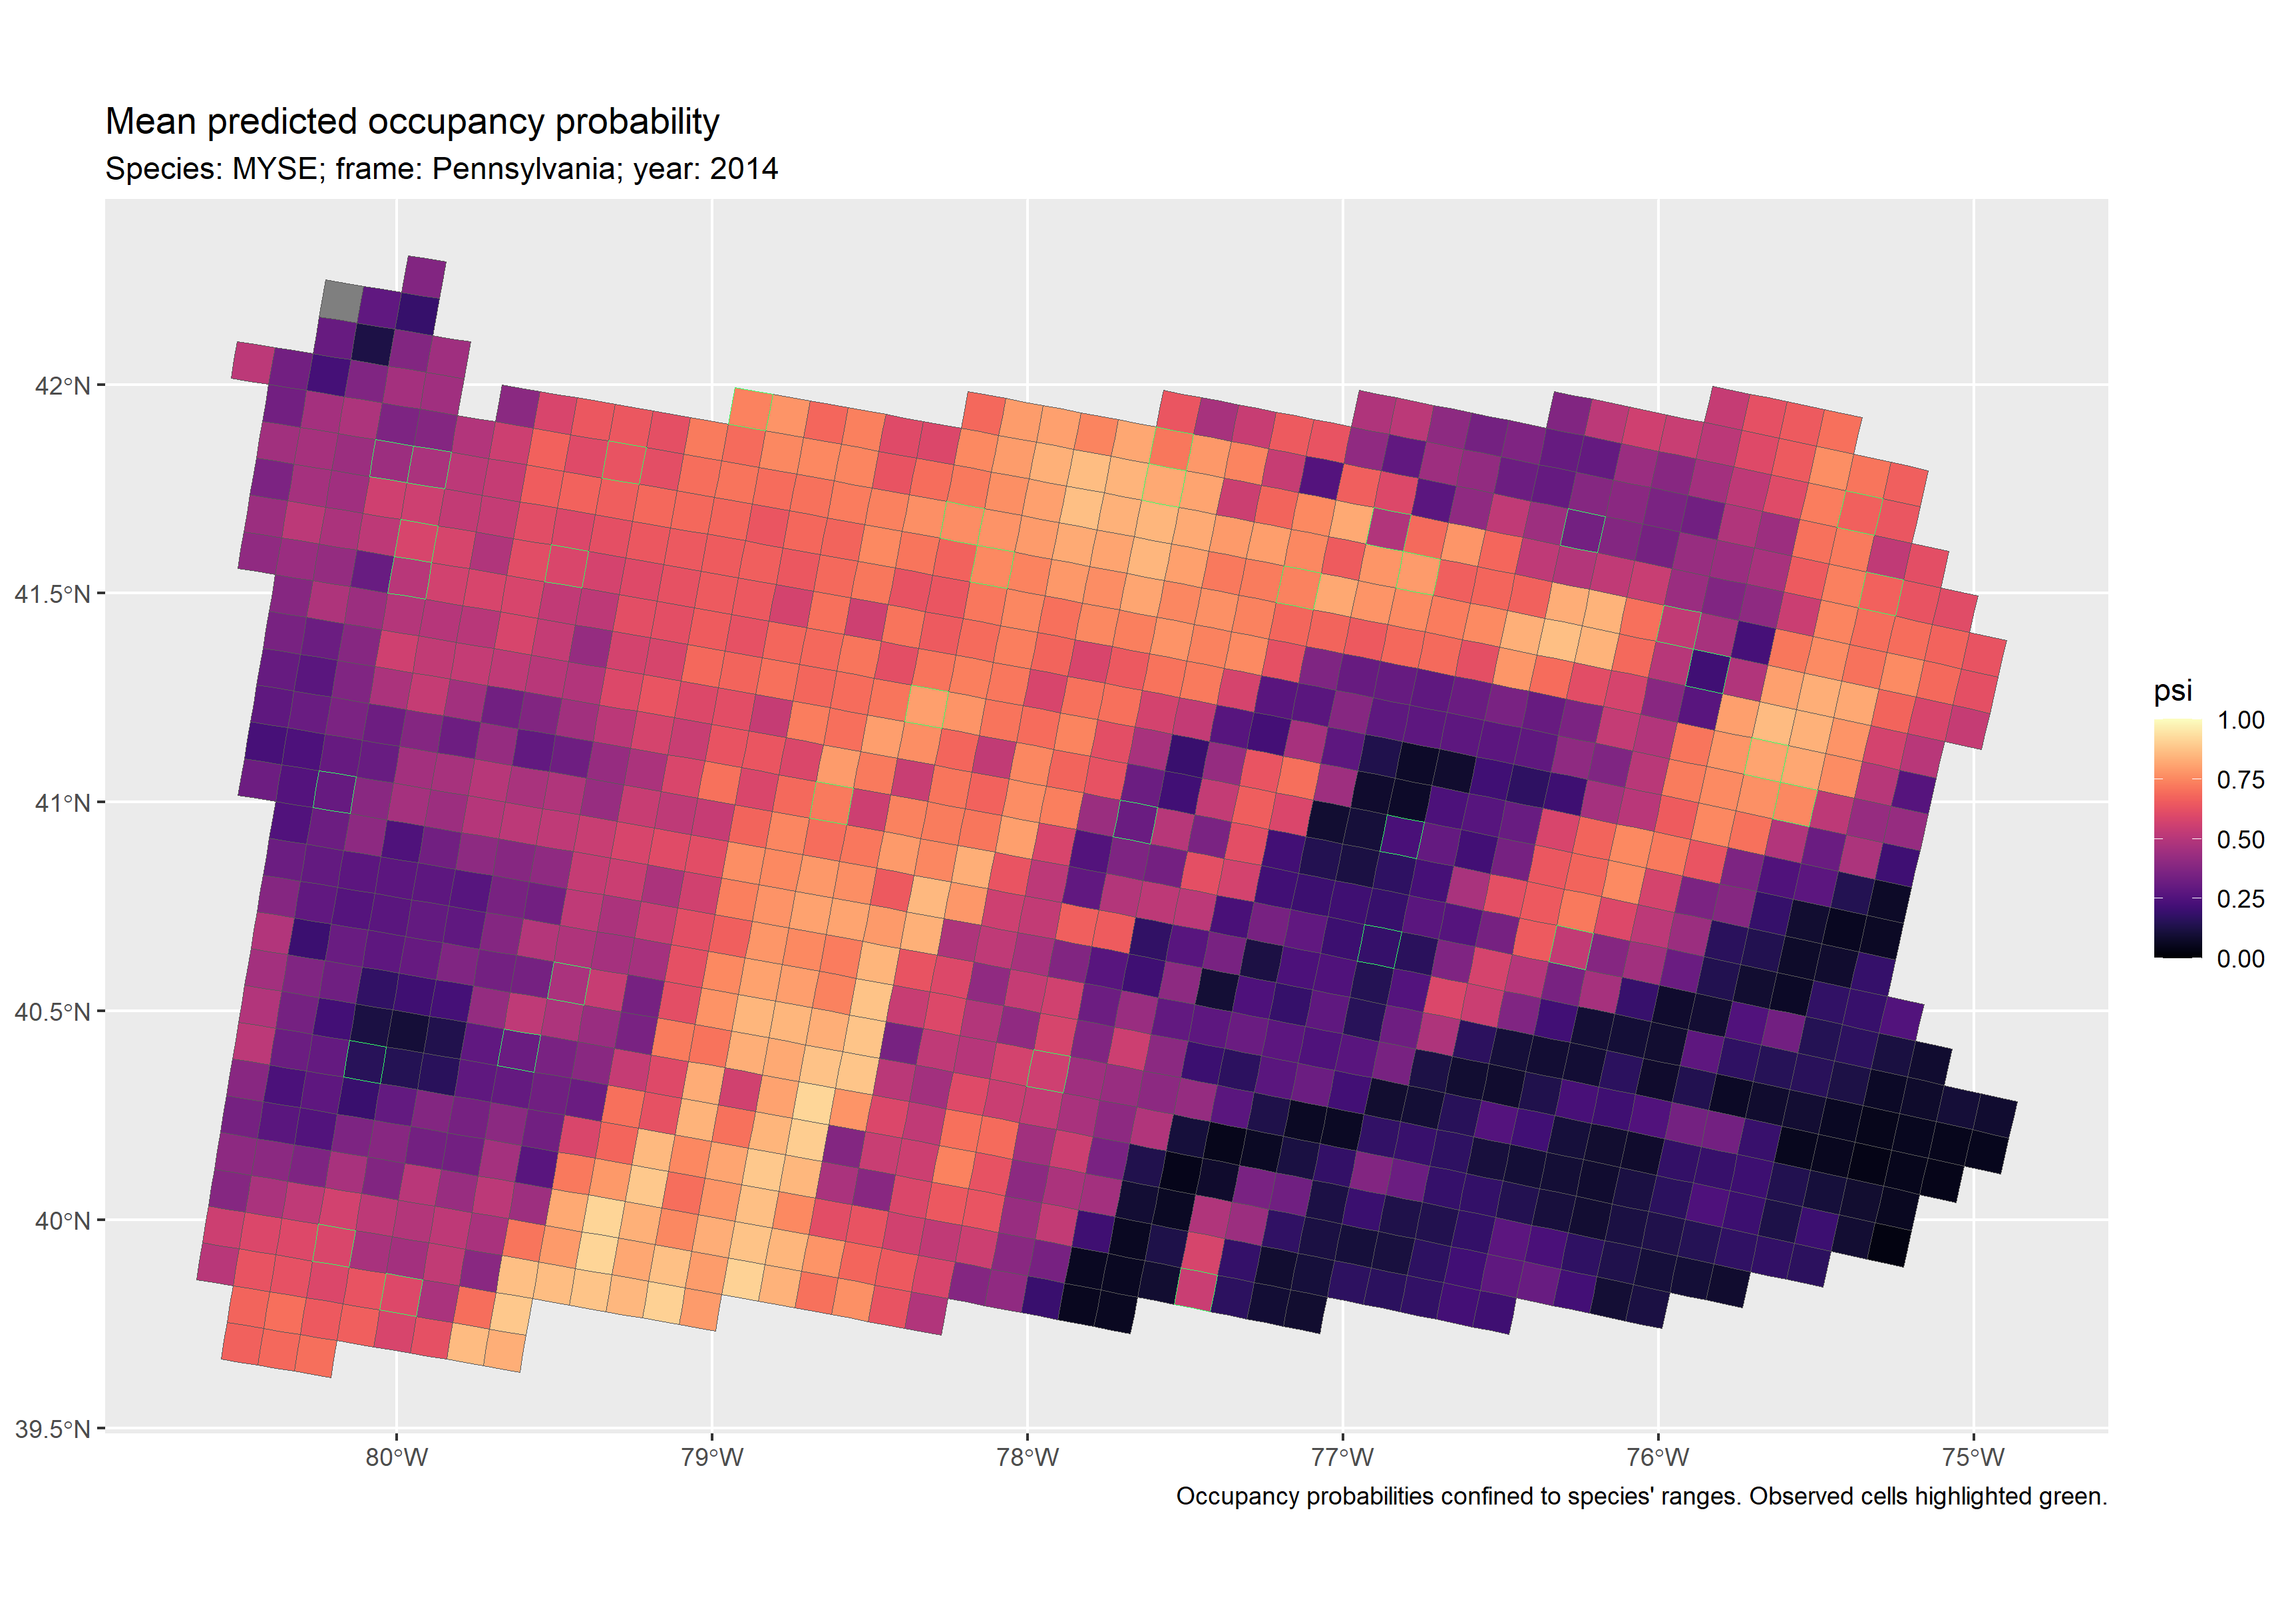 Mean predicted occupancy probability
Species: MYSE; frame: Pennsylvania; year: 2014
42°N
41.5°N
41°N
40.5°N
40°N
39.5°N
80°W
79°W
78°W
77°W
76°W
75°W
psi
1.00
0.75
0.50
0.25
0.00
Occupancy probabilities confined to species' ranges. Observed cells highlighted green.